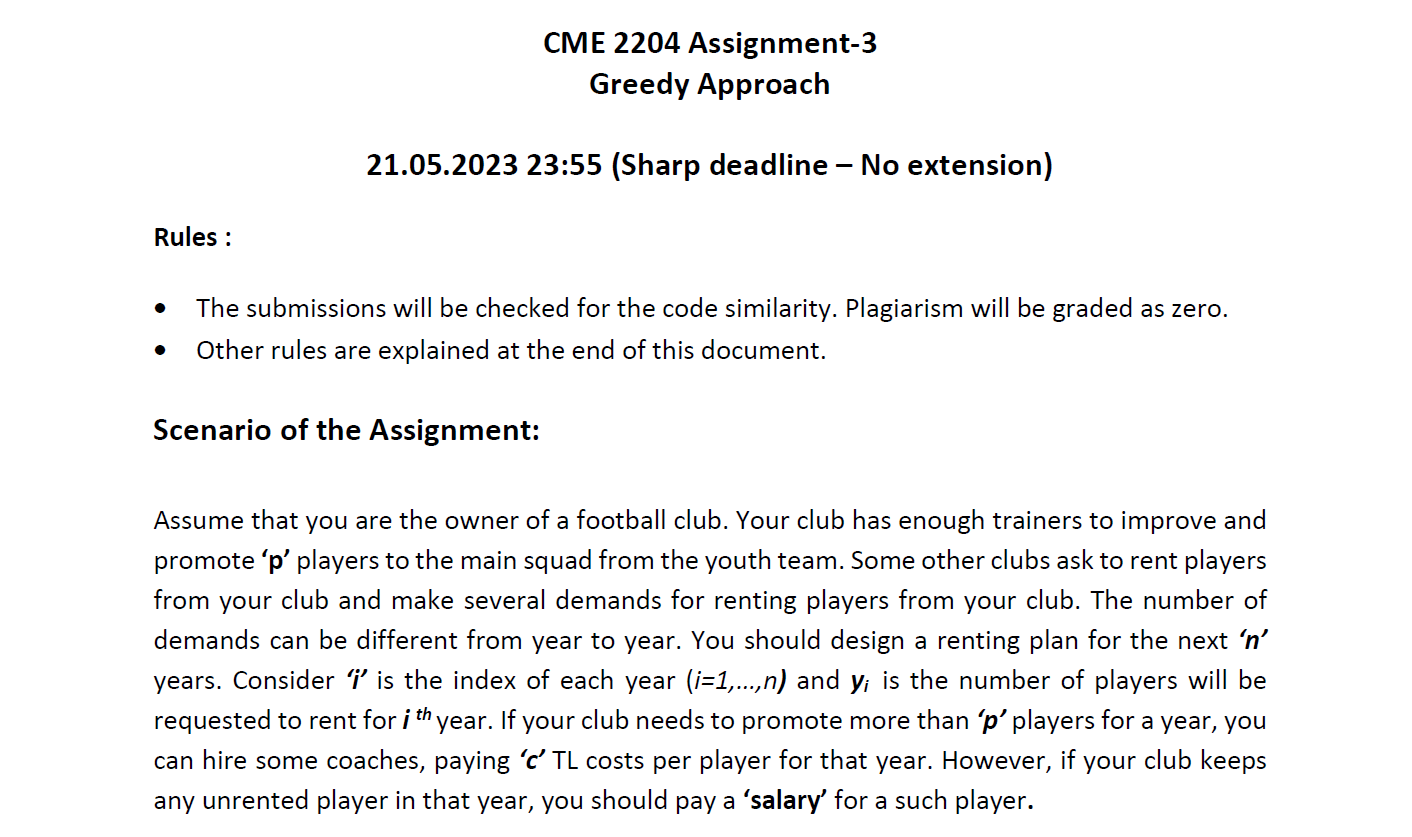 CME 2204 Assignment-3
Greedy Approach
21.05.2023 23:55 (Sharp deadline – No extension)
Rules :
• The submissions will be checked for the code similarity. Plagiarism will be graded as zero.
• Other rules are explained at the end of this document.
Scenario of the Assignment:
Assume that you are the owner of a football club. Your club has enough trainers to improve and
promote ‘p’ players to the main squad from the youth team. Some other clubs ask to rent players
from your club and make several demands for renting players from your club. The number of
demands can be different from year to year. You should design a renting plan for the next ‘n’
years. Consider ‘i’ is the index of each year (i=1,...,n) and yi is the number of players will be
requested to rent for i th year. If your club needs to promote more than ‘p’ players for a year, you
can hire some coaches, paying ‘c’ TL costs per player for that year. However, if your club keeps
any unrented player in that year, you should pay a ‘salary’ for a such player.